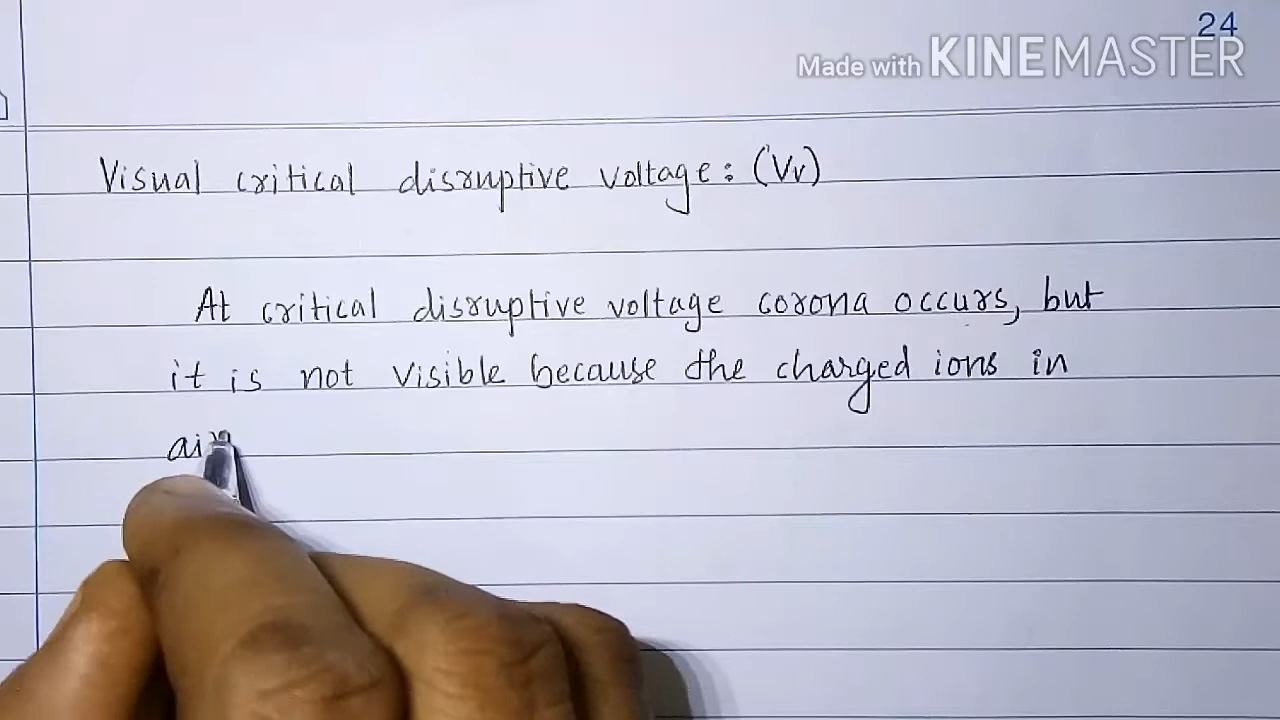 24
Made with KINEMASTER
Visual critical disruptive voltage: (Vv)
At critical disruptive voltage corona occurs, but
it is not visible because the charged ions in
air